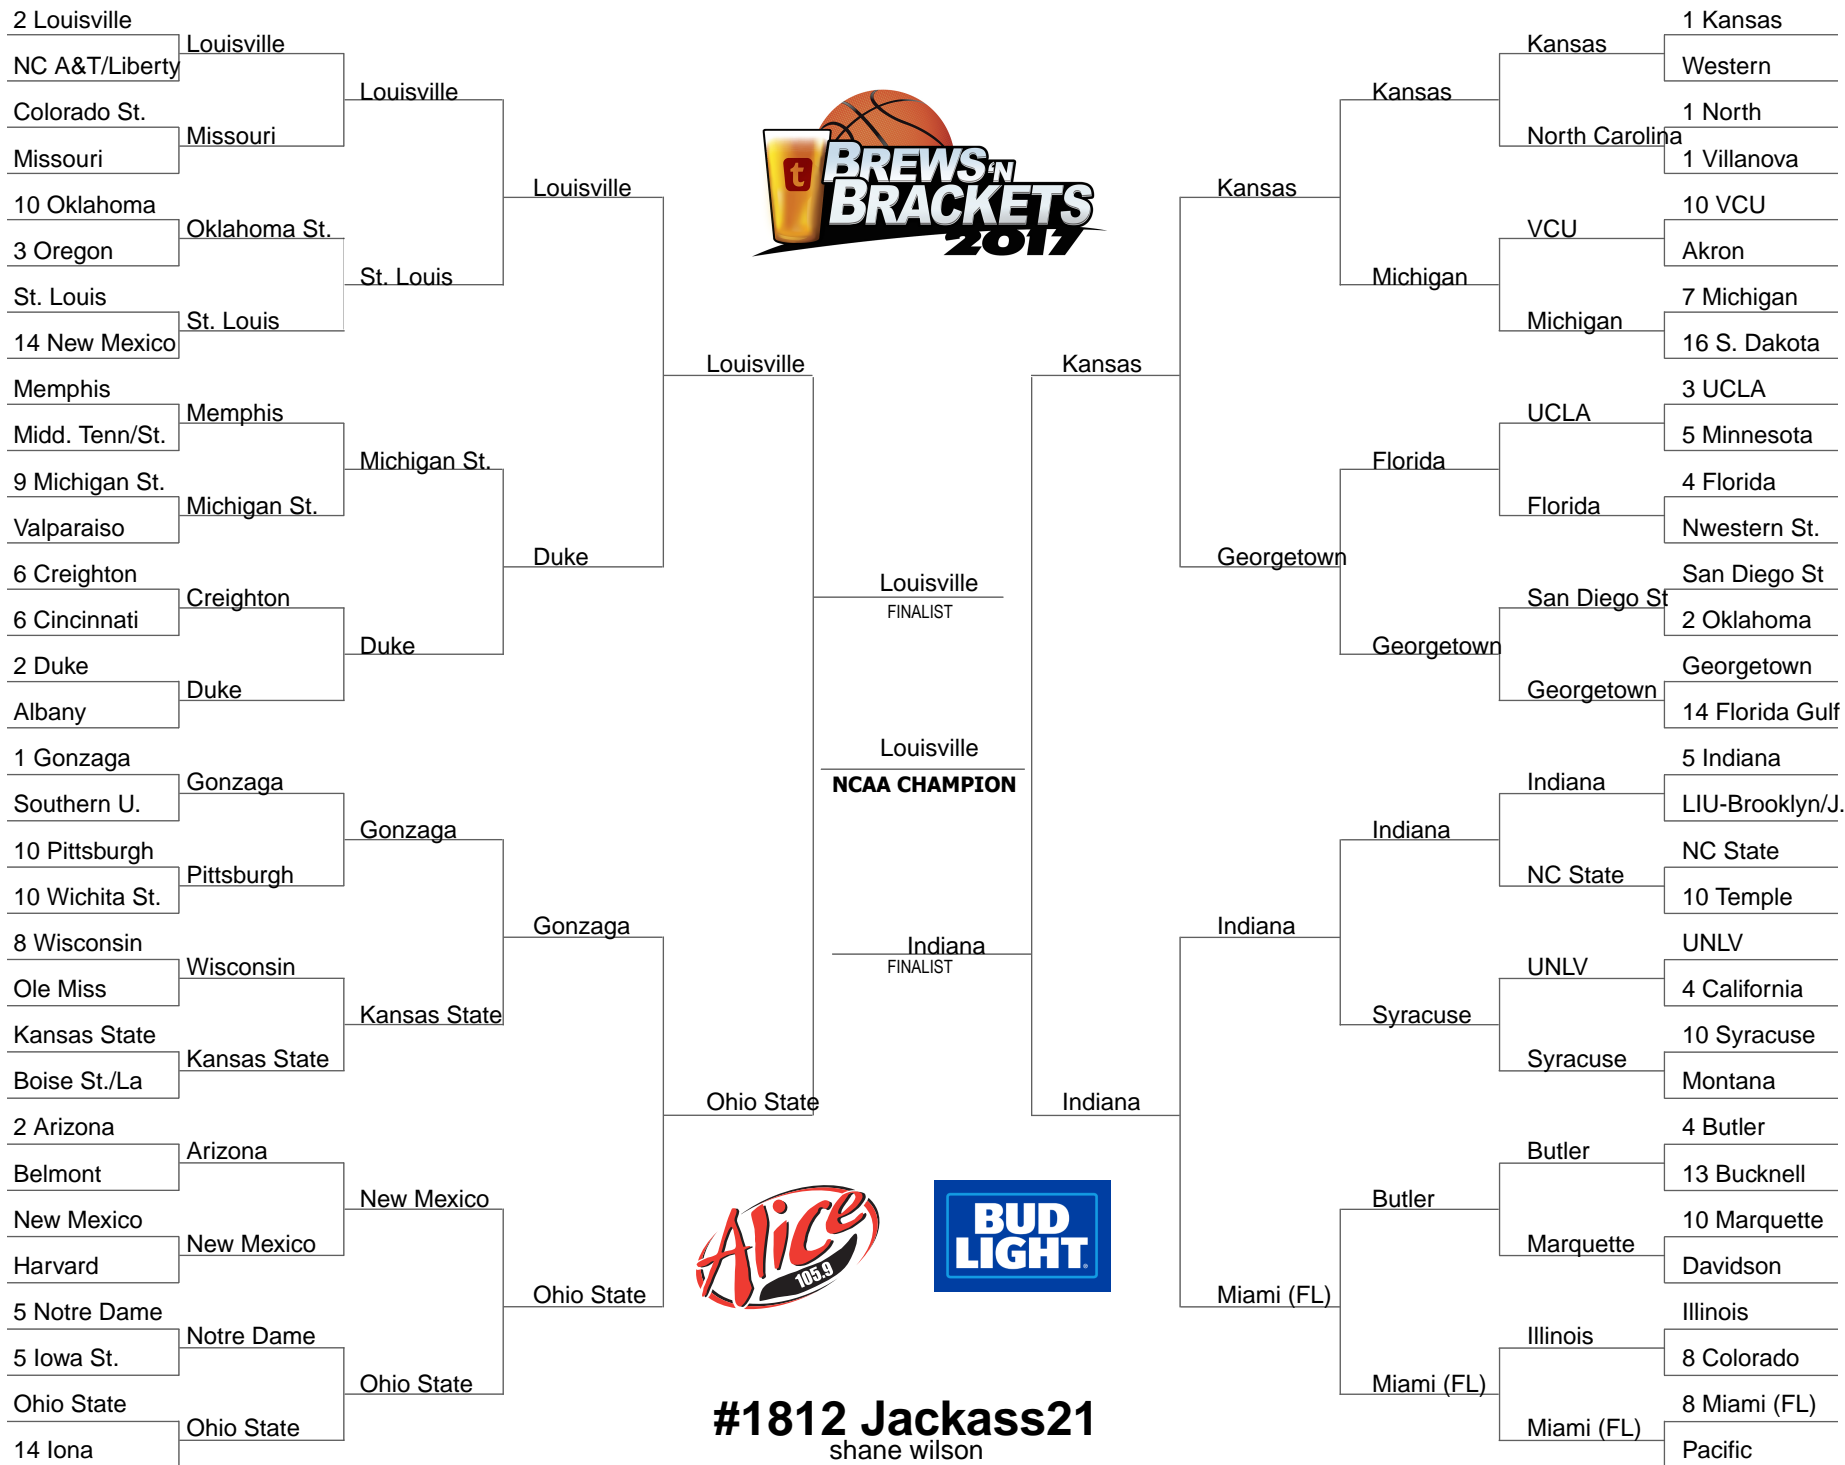 2 Louisville
NC A&T/Liberty
Colorado St.
Missouri
10 Oklahoma
3 Oregon
St. Louis
14 New Mexico
Memphis
Midd. Tenn/St.
9 Michigan St.
Valparaiso
6 Creighton
6 Cincinnati
2 Duke
Albany
1 Gonzaga
Southern U.
10 Pittsburgh
10 Wichita St.
8 Wisconsin
Ole Miss
Kansas State
Boise St./La
2 Arizona
Belmont
New Mexico
Harvard
5 Notre Dame
5 Iowa St.
Ohio State
14 Iona
Louisville
Missouri
Oklahoma St.
St. Louis
Memphis
Michigan St.
Creighton
Duke
Gonzaga
Pittsburgh
Wisconsin
Kansas State
Arizona
New Mexico
Notre Dame
Ohio State
Louisville
St. Louis
Michigan St.
Duke
Gonzaga
Kansas State
New Mexico
Ohio State
Louisville
Duke
Gonzaga
Ohio State
Louisville
Ohio State
t
BREWS 'N
BRACKETS
2017
Louisville
FINALIST
Louisville
NCAA CHAMPION
Indiana
FINALIST
Alice
105.9
BUD
LIGHT
#1812 Jackass21
shane wilson
Kansas
Indiana
Kansas
Georgetown
Indiana
Miami (FL)
Kansas
Michigan
Florida
Georgetown
Indiana
Syracuse
Butler
Miami (FL)
Kansas
North Carolina
VCU
Michigan
UCLA
Florida
San Diego St
Georgetown
Indiana
NC State
UNLV
Syracuse
Butler
Marquette
Illinois
Miami (FL)
1 Kansas
Western
1 North
1 Villanova
10 VCU
Akron
7 Michigan
16 S. Dakota
3 UCLA
5 Minnesota
4 Florida
Nwestern St.
San Diego St
2 Oklahoma
Georgetown
14 Florida Gulf
5 Indiana
LIU-Brooklyn/J.
NC State
10 Temple
UNLV
4 California
10 Syracuse
Montana
4 Butler
13 Bucknell
10 Marquette
Davidson
Illinois
8 Colorado
8 Miami (FL)
Pacific